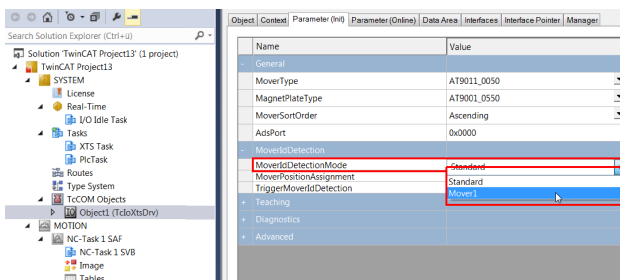 Search Solution Explorer (Ctrl+ü)
Solution 'TwinCAT Project13' (1 project)
TwinCAT Project13
SYSTEM
License
Real-Time
I/O Idle Task
Tasks
XTS Task
PlcTask
Routes
Type System
TcCOM Objects
Object1 (TcIoXtsDrv)
MOTION
NC-Task 1 SAF
NC-Task 1 SVB
Image
Tables
Object Context Parameter (Init) Parameter (Online) Data Area Interfaces Interface Pointer Manager
Name Value
- General
MoverType AT9011_0050
MagnetPlateType AT9001_0550
MoverSortOrder Ascending
AdsPort 0x0000
- MoverIdDetection
MoverIdDetectionMode Standard
MoverPositionAssignment Standard
TriggerMoverIdDetection Mover1
+ Teaching
+ Diagnostics
+ Advanced